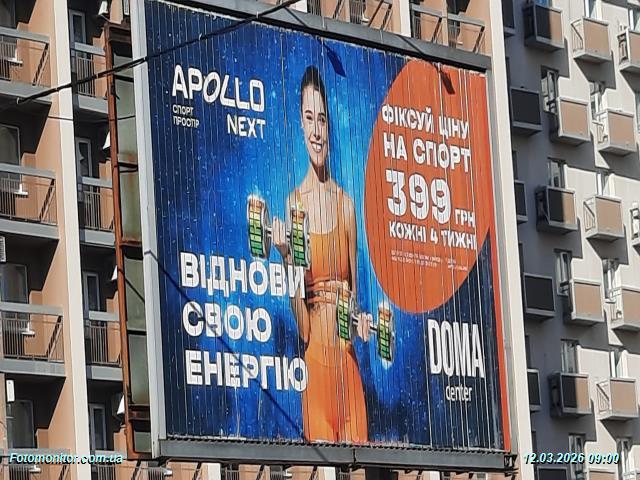 APOLLO
NEXT
СПОРТ
ПРОСТІР
ФІКСУЙ ЦІНУ
НА СПОРТ
399 ГРН
КОЖНІ 4 ТИЖНІ
ВІДНОВИ
СВОЮ
ЕНЕРГІЮ
DOMA
center
Fotomonitor.com.ua
12.03.2026 09:00